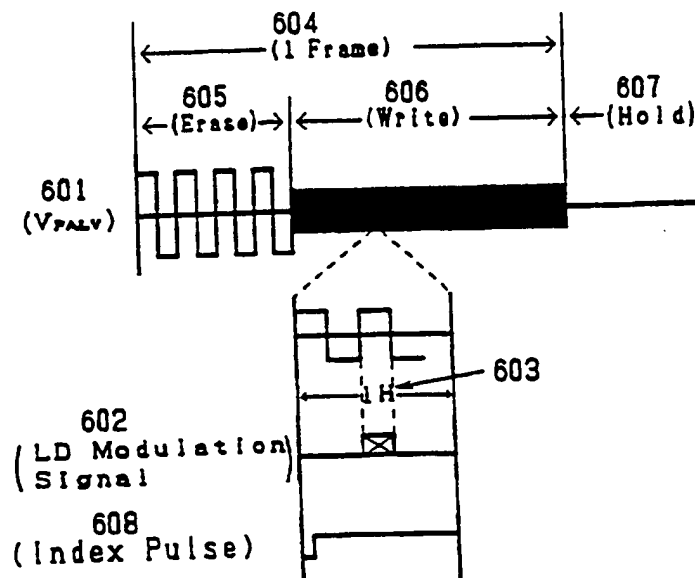 604
(1 Frame)
605
(Erase)
606
(Write)
607
(Hold)
601
(VPALV)
603
1H
602
(LD Modulation
Signal)
608
(Index Pulse)